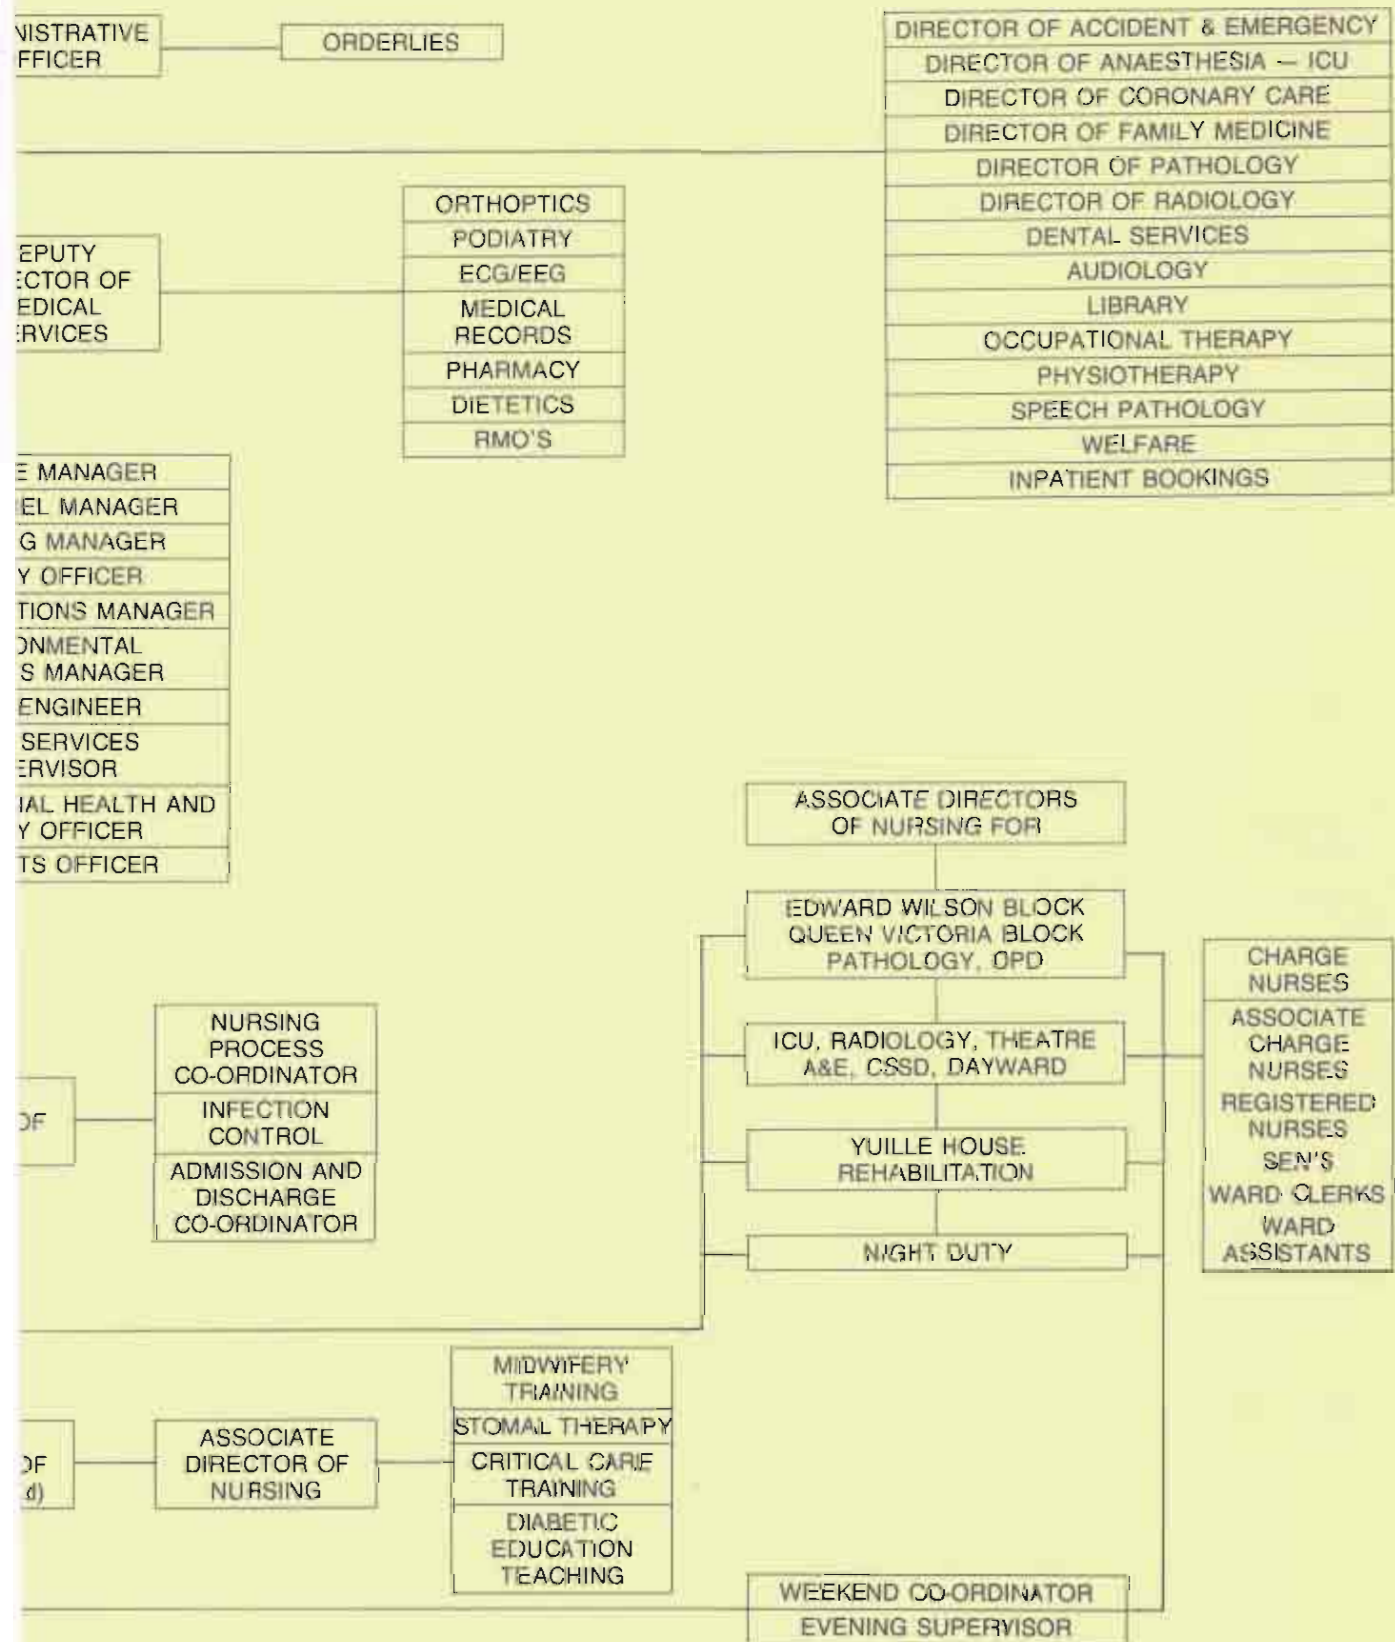 NISTRATIVE
FFICER
ORDERLIES
DIRECTOR OF ACCIDENT & EMERGENCY
DIRECTOR OF ANAESTHESIA — ICU
DIRECTOR OF CORONARY CARE
DIRECTOR OF FAMILY MEDICINE
DIRECTOR OF PATHOLOGY
DIRECTOR OF RADIOLOGY
DENTAL SERVICES
AUDIOLOGY
LIBRARY
OCCUPATIONAL THERAPY
PHYSIOTHERAPY
SPEECH PATHOLOGY
WELFARE
INPATIENT BOOKINGS
EPUTY
ECTOR OF
EDICAL
ERVICES
ORTHOPTICS
PODIATRY
ECG/EEG
MEDICAL
RECORDS
PHARMACY
DIETETICS
RMO'S
E MANAGER
EL MANAGER
G MANAGER
Y OFFICER
TIONS MANAGER
ONMENTAL
S MANAGER
ENGINEER
SERVICES
ERVISOR
IAL HEALTH AND
Y OFFICER
TS OFFICER
ASSOCIATE DIRECTORS
OF NURSING FOR
EDWARD WILSON BLOCK
QUEEN VICTORIA BLOCK
PATHOLOGY, OPD
ICU, RADIOLOGY, THEATRE
A&E, CSSD, DAYWARD
YUILLE HOUSE
REHABILITATION
NIGHT DUTY
CHARGE
NURSES
ASSOCIATE
CHARGE
NURSES
REGISTERED
NURSES
SEN'S
WARD CLERKS
WARD
ASSISTANTS
OF
NURSING
PROCESS
CO-ORDINATOR
INFECTION
CONTROL
ADMISSION AND
DISCHARGE
CO-ORDINATOR
OF
d)
ASSOCIATE
DIRECTOR OF
NURSING
MIDWIFERY
TRAINING
STOMAL THERAPY
CRITICAL CARE
TRAINING
DIABETIC
EDUCATION
TEACHING
WEEKEND CO-ORDINATOR
EVENING SUPERVISOR